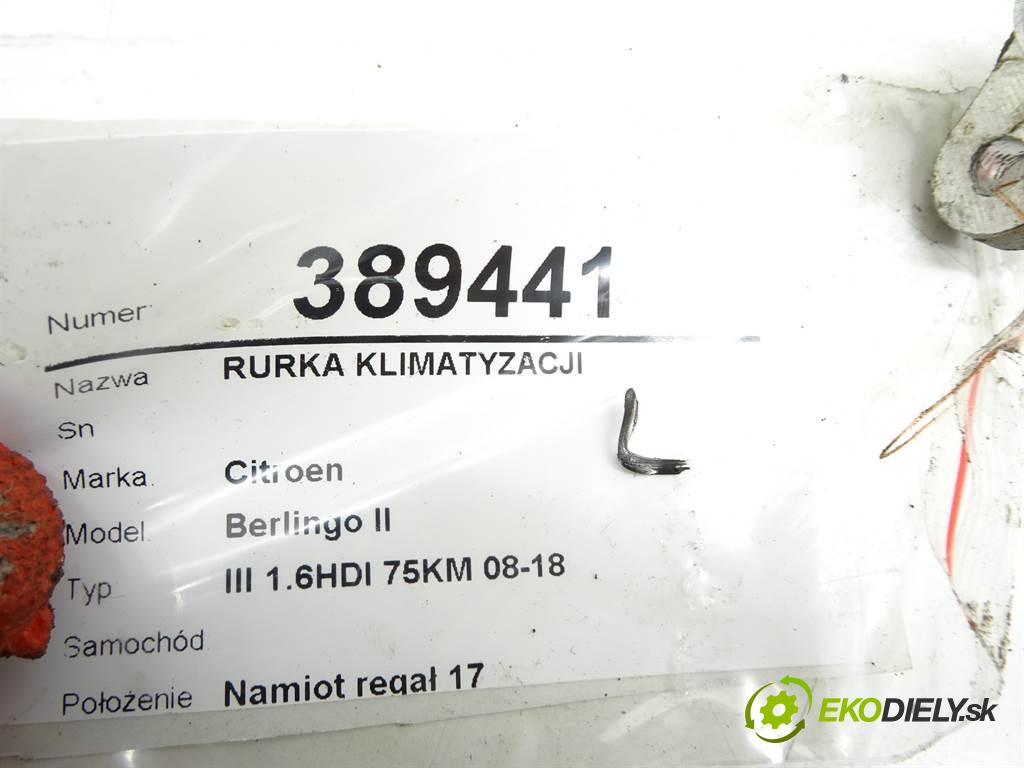 Numer 389441
Nazwa RURKA KLIMATYZACJI
Sn
Marka Citroen
Model Berlingo II
Typ III 1.6HDI 75KM 08-18
Samochód
Położenie Namiot regał 17
EKODIELY.sk